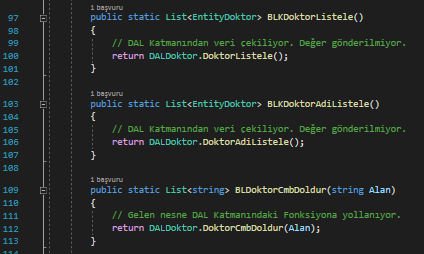 1 başvuru
97 public static List<EntityDoktor> BLKDoktorListele()
98 {
99 // DAL Katmanından veri çekiliyor. Değer gönderilmiyor.
100 return DALDoktor.DoktorListele();
101 }
102
1 başvuru
103 public static List<EntityDoktor> BLKDoktorAdiListele()
104 {
105 // DAL Katmanından veri çekiliyor. Değer gönderilmiyor.
106 return DALDoktor.DoktorAdiListele();
107 }
108
1 başvuru
109 public static List<string> BLDoktorCmbDoldur(string Alan)
110 {
111 // Gelen nesne DAL Katmanındaki Fonksiyona yollanıyor.
112 return DALDoktor.DoktorCmbDoldur(Alan);
113 }
114